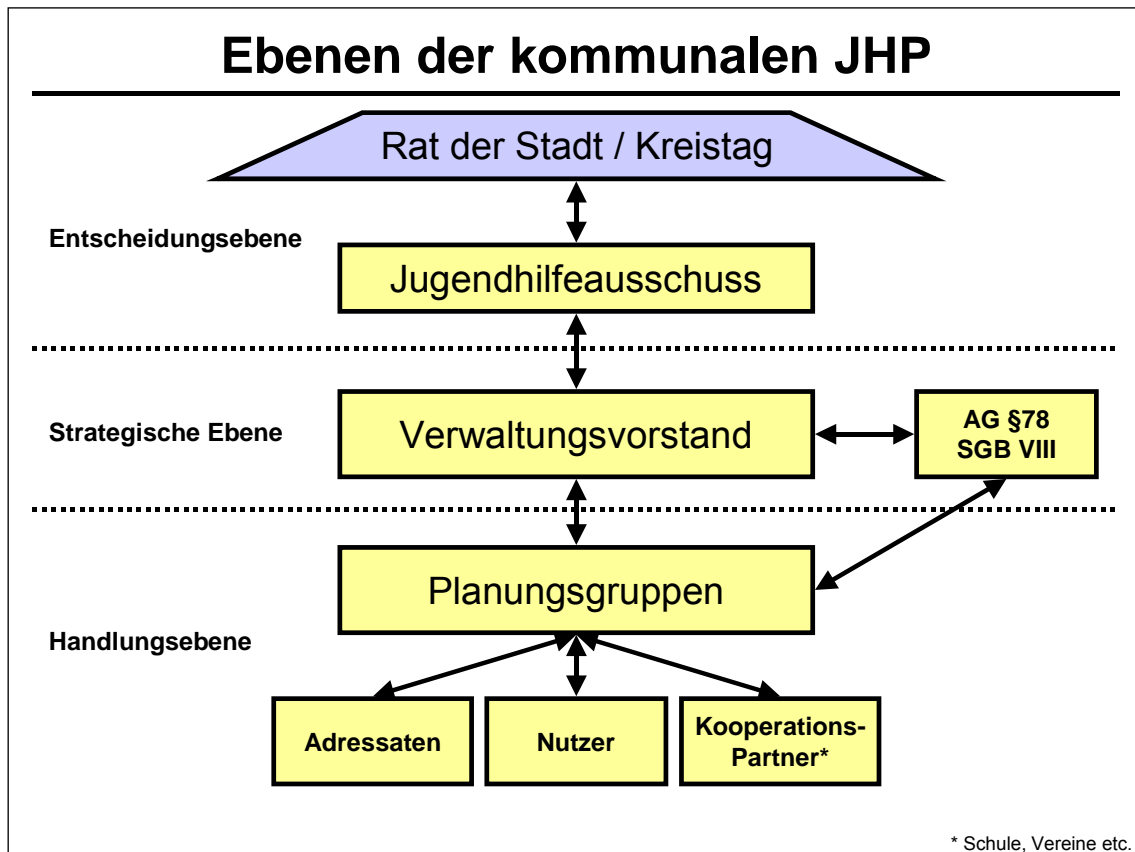 Ebenen der kommunalen JHP
Rat der Stadt / Kreistag
Entscheidungsebene
Jugendhilfeausschuss
Strategische Ebene
Verwaltungsvorstand
AG §78
SGB VIII
Planungsgruppen
Handlungsebene
Adressaten
Nutzer
Kooperations-
Partner*
* Schule, Vereine etc.